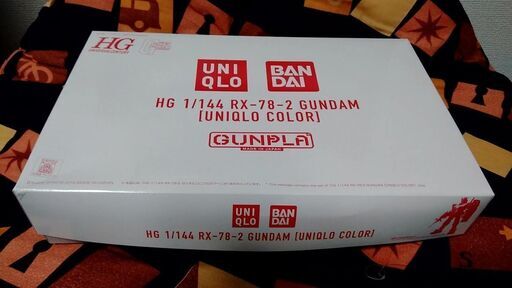 HG
UNI
QLO
BAN
DAI
HG 1/144 RX-78-2 GUNDAM
[UNIQLO COLOR]
GUNPLA
MADE IN JAPAN
UNI
QLO
BAN
DAI
HG 1/144 RX-78-2 GUNDAM [UNIQLO COLOR]